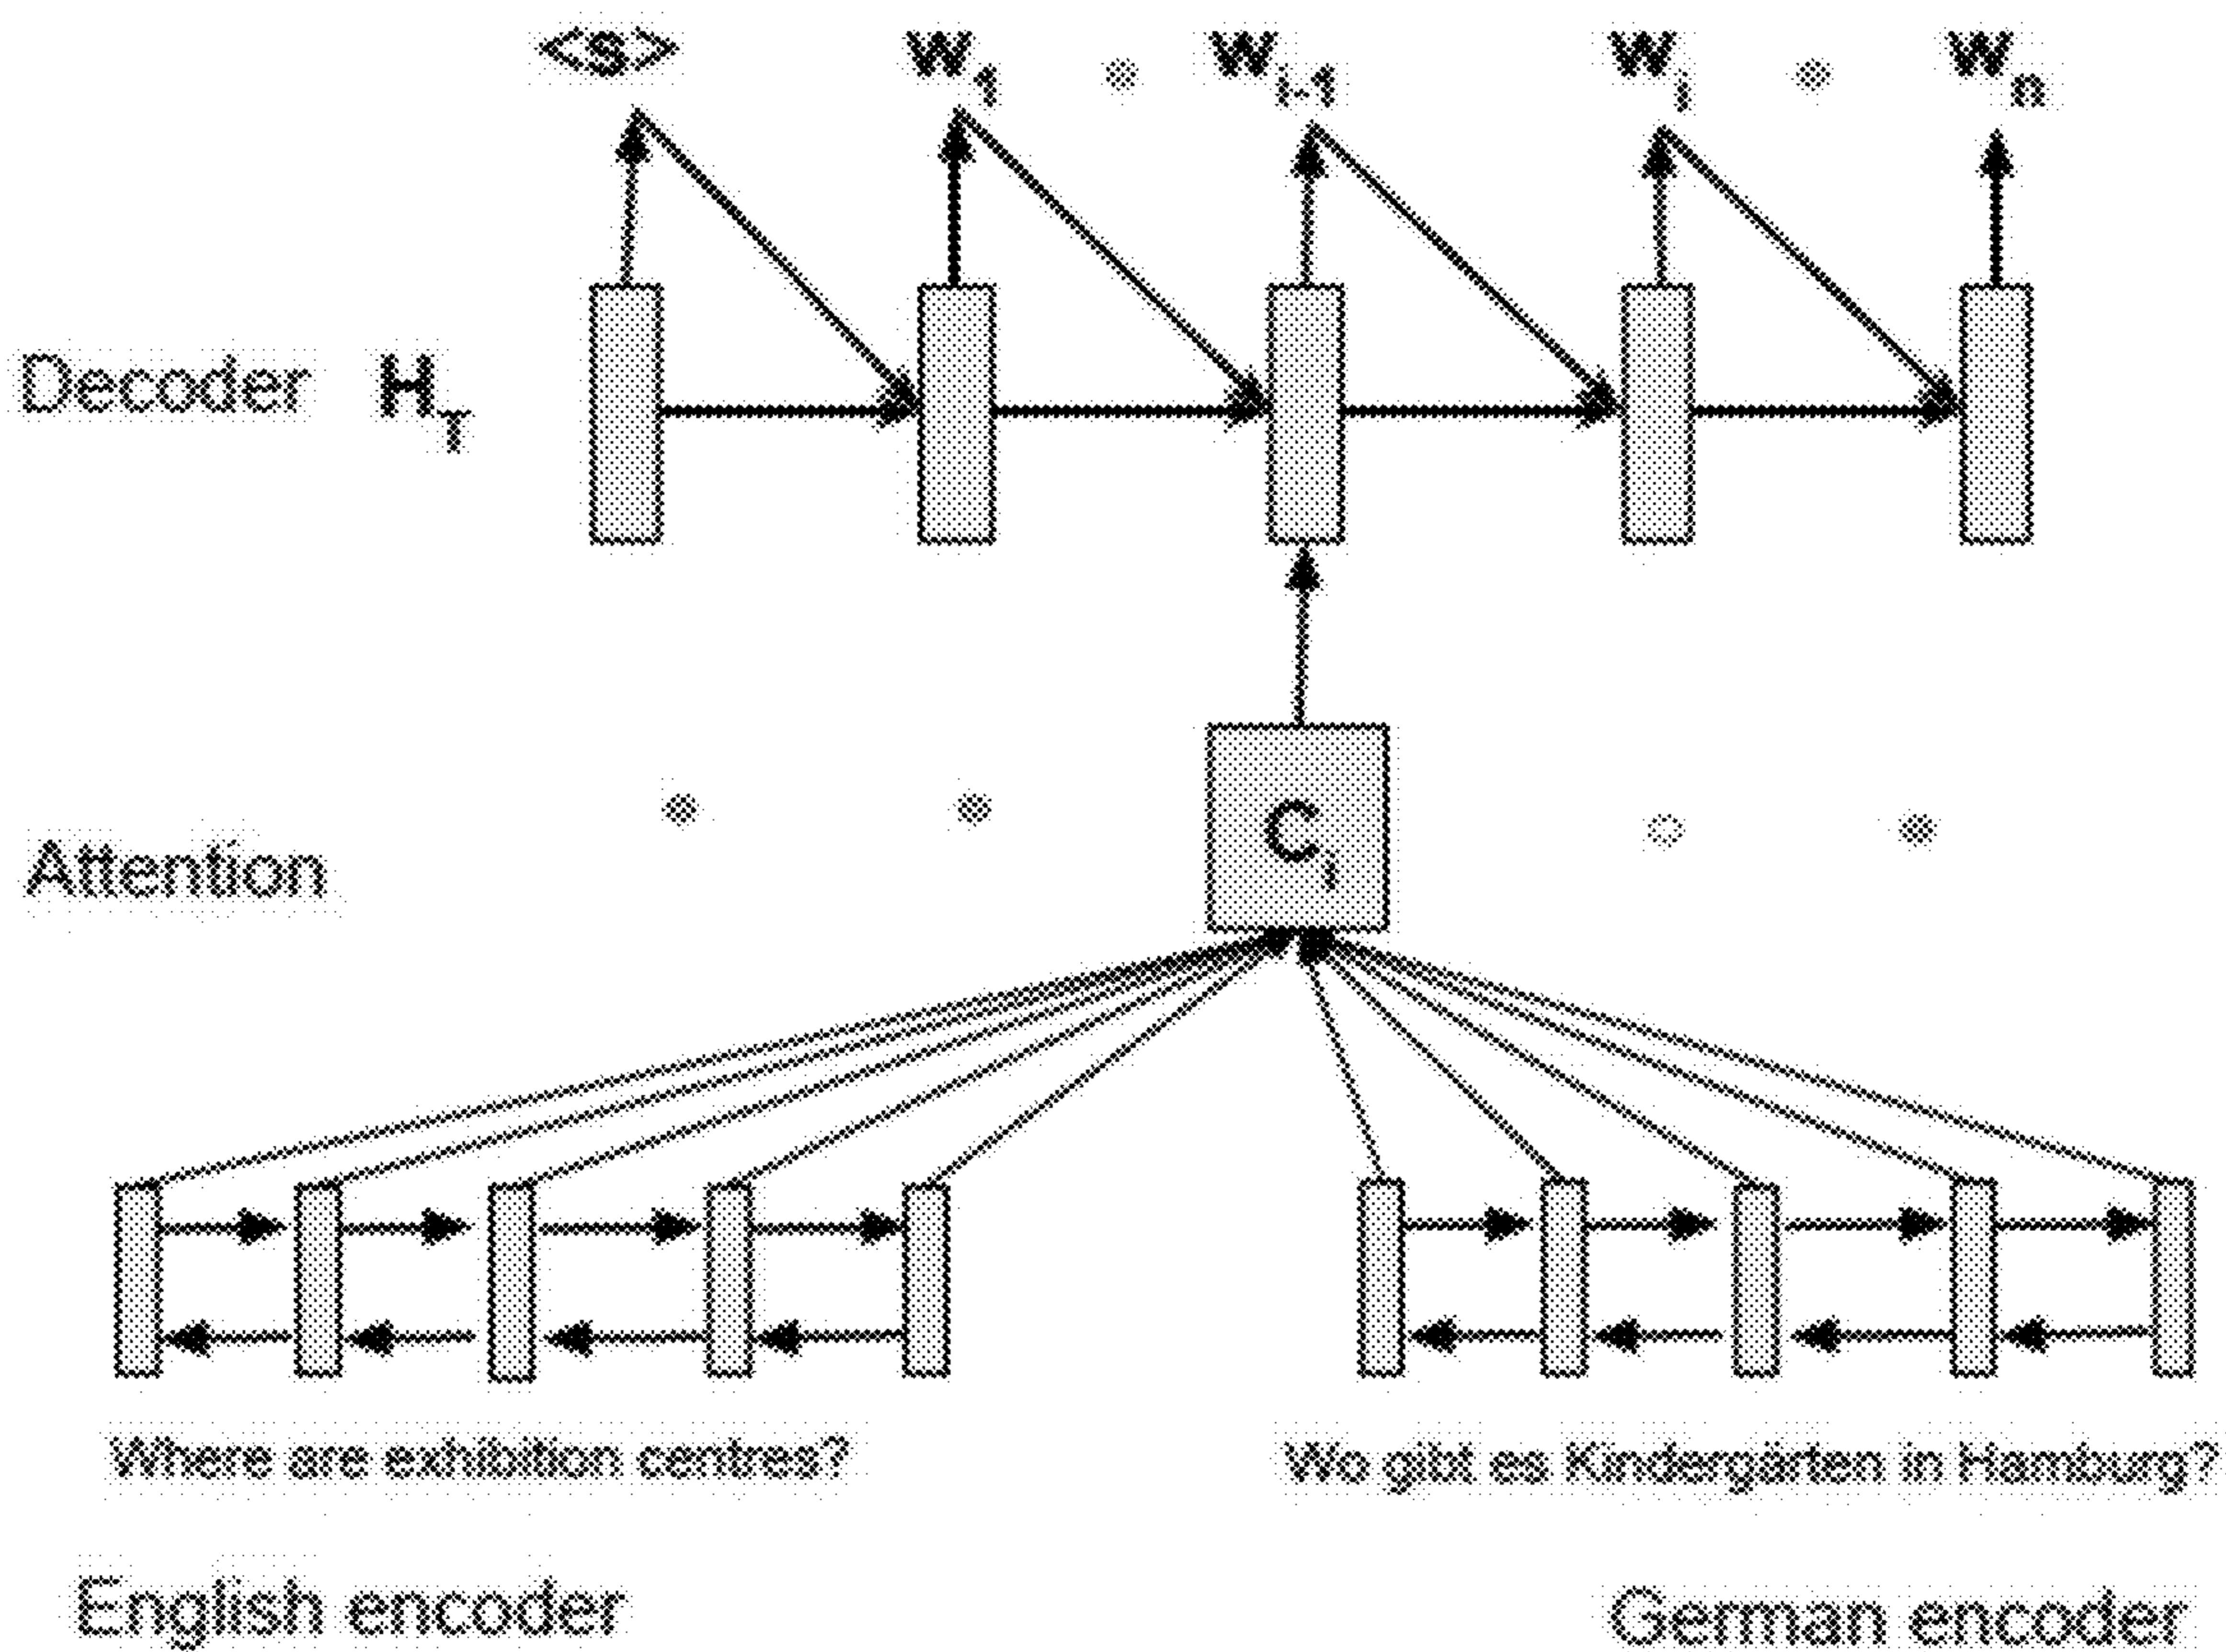 <s> w1 wi-1 wi wn
Decoder HT
Ci
Attention
Where are exhibition centres?
Wo gibt es Kindergärten in Hamburg?
English encoder
German encoder